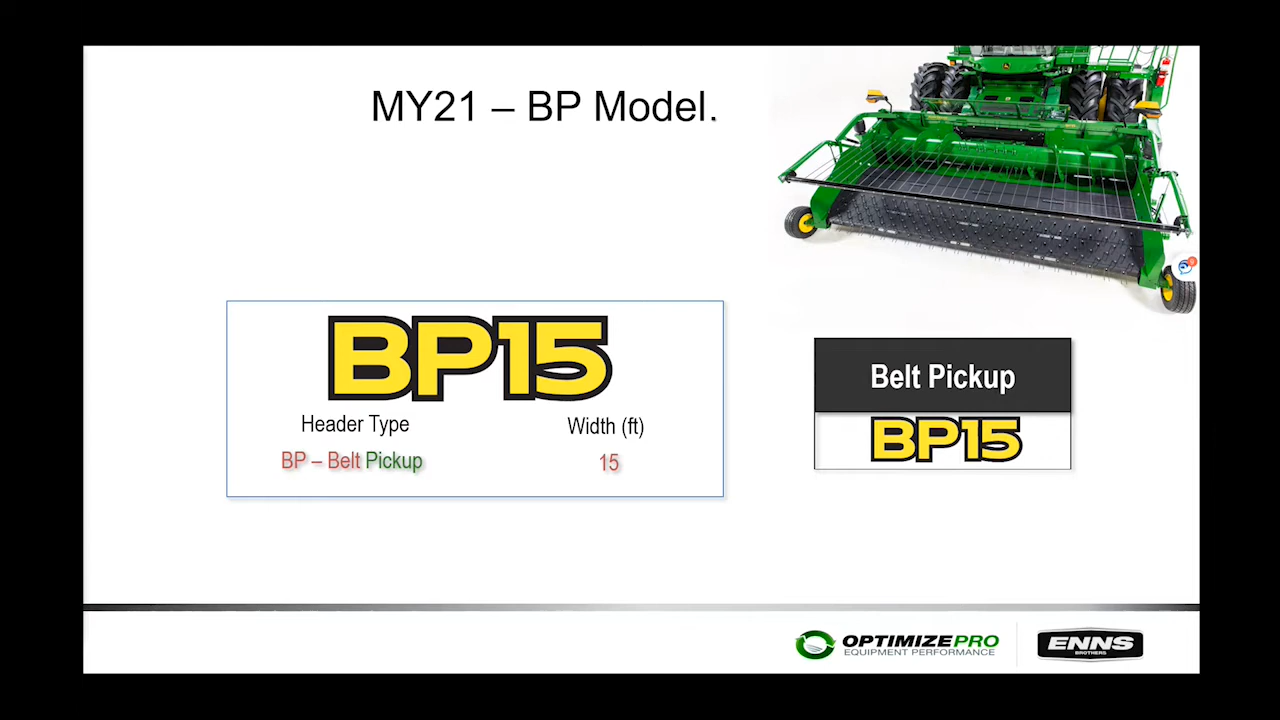 MY21 – BP Model.
BP15
Header Type
Width (ft)
BP – Belt Pickup
15
Belt Pickup
BP15
OPTIMIZEPRO
EQUIPMENT PERFORMANCE
ENNS
BROTHERS